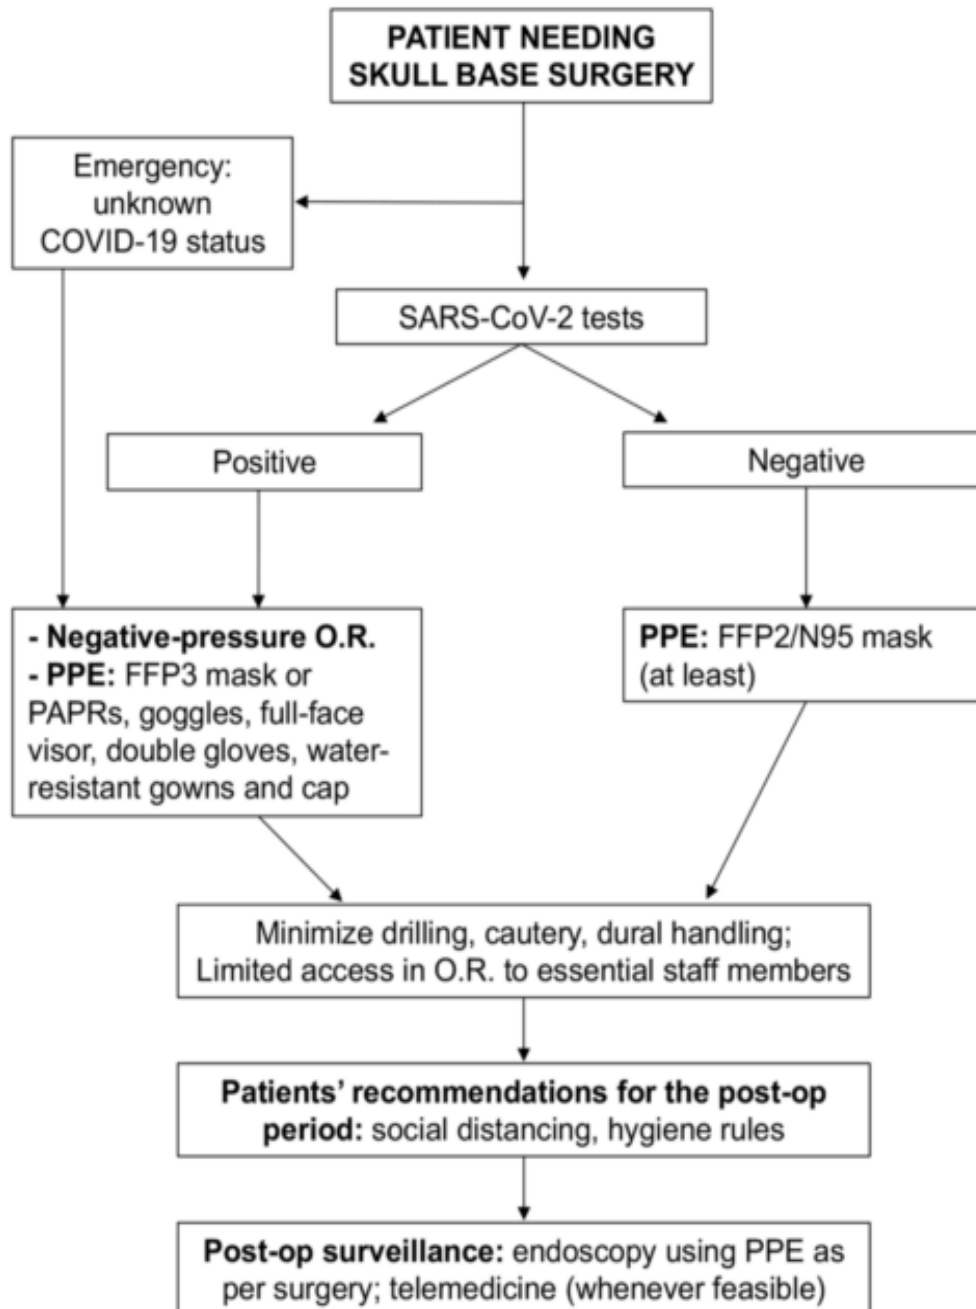 PATIENT NEEDING
SKULL BASE SURGERY
Emergency:
unknown
COVID-19 status
SARS-CoV-2 tests
Positive
Negative
- Negative-pressure O.R.
- PPE: FFP3 mask or
PAPRs, goggles, full-face
visor, double gloves, water-
resistant gowns and cap
PPE: FFP2/N95 mask
(at least)
Minimize drilling, cautery, dural handling;
Limited access in O.R. to essential staff members
Patients’ recommendations for the post-op
period: social distancing, hygiene rules
Post-op surveillance: endoscopy using PPE as
per surgery; telemedicine (whenever feasible)